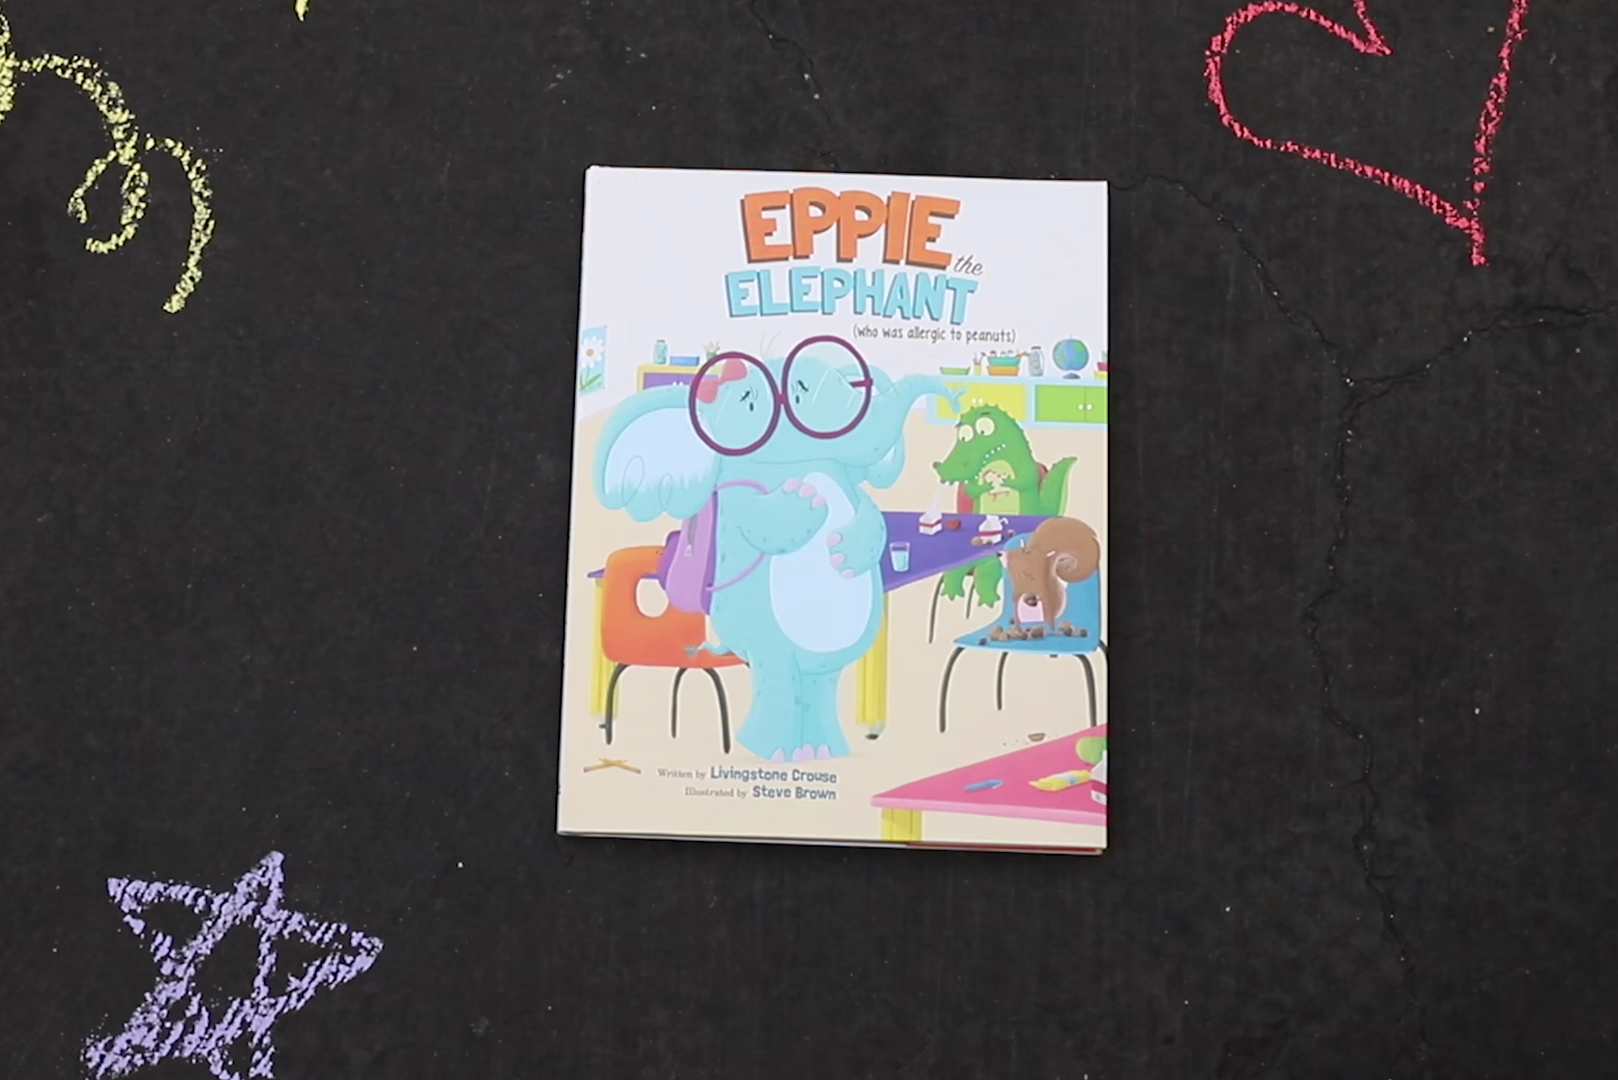 EPPIE
the
ELEPHANT
(who was allergic to peanuts)
Written by Livingstone Crouse
Illustrated by Steve Brown